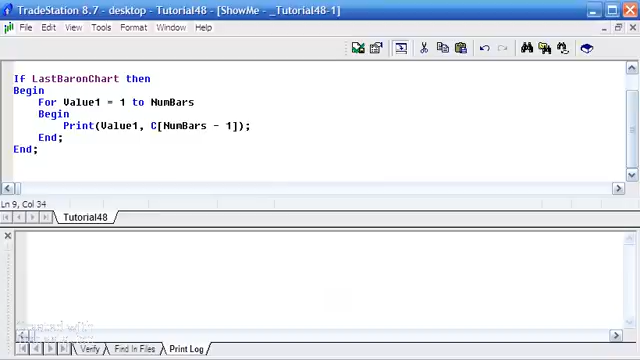 TradeStation 8.7 - desktop - Tutorial48 - [ShowMe - _Tutorial48-1]
File Edit View Tools Format Window Help
If LastBaronChart then
Begin
For Value1 = 1 to NumBars
Begin
Print(Value1, C[NumBars - 1]);
End;
End;
Ln 9, Col 34
Tutorial48
Created with
Verify Find In Files Print Log